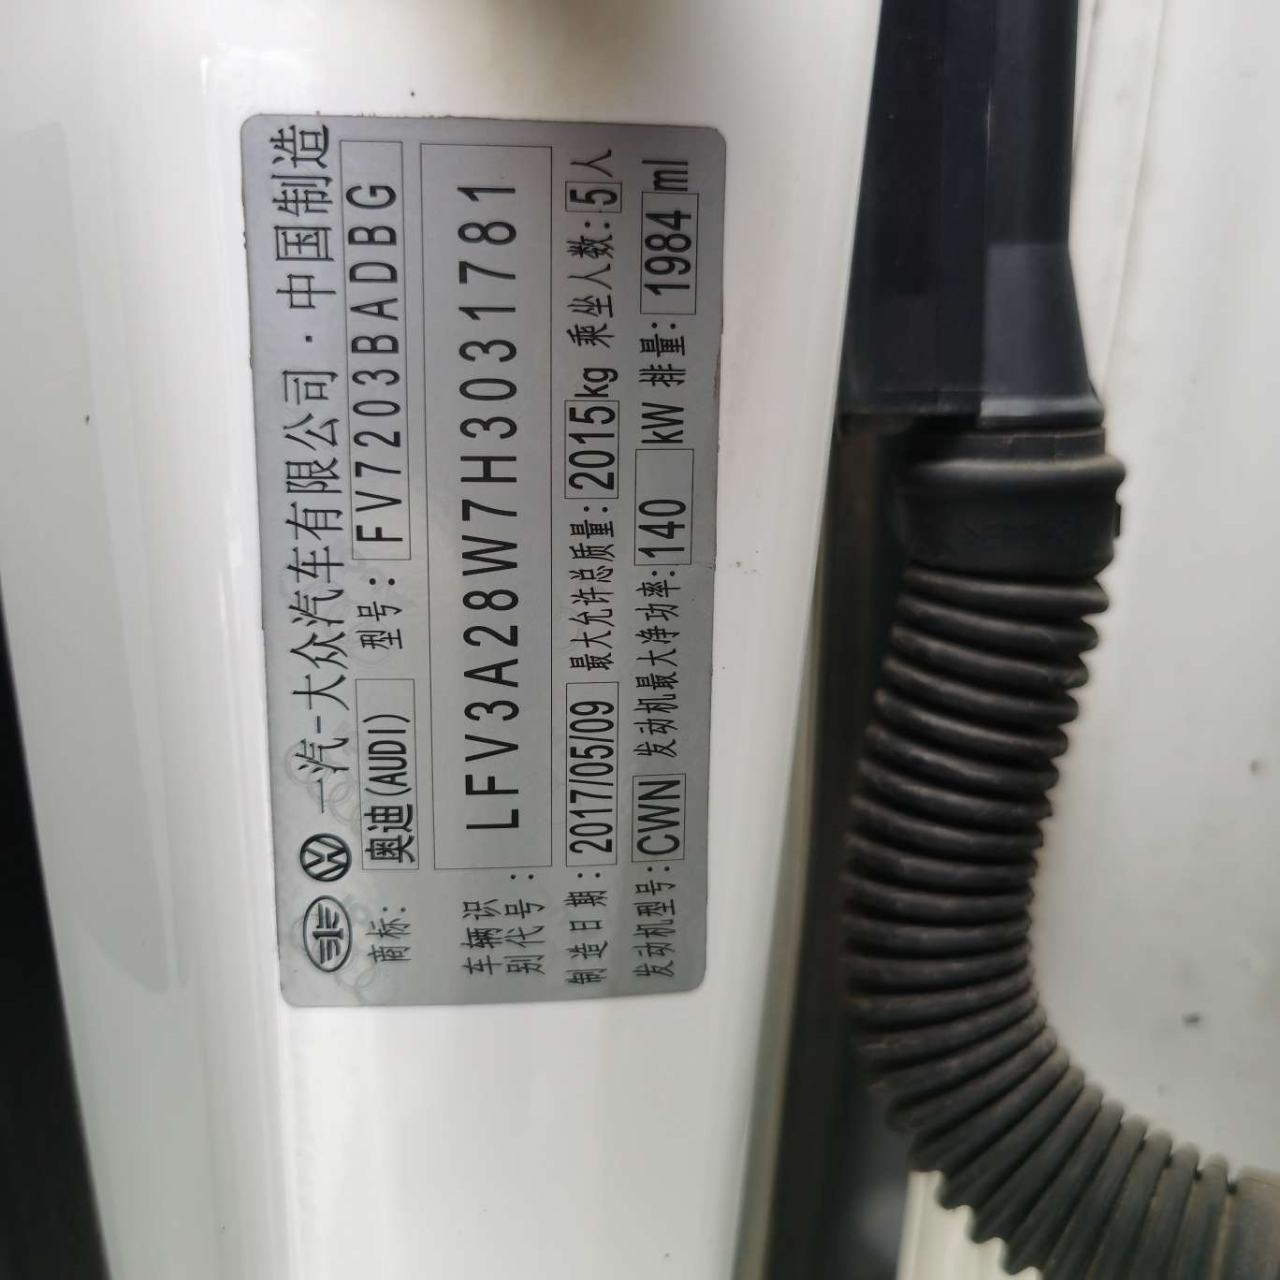 一汽-大众汽车有限公司·中国制造
商标: 奥迪(AUDI) 型号: FV7203BADBG
车辆识别代号: LFV3A28W7H3031781
制造日期: 2017/05/09 最大允许总质量: 2015kg 乘坐人数: 5人
发动机型号: CWN 发动机最大净功率: 140 kW 排量: 1984 ml